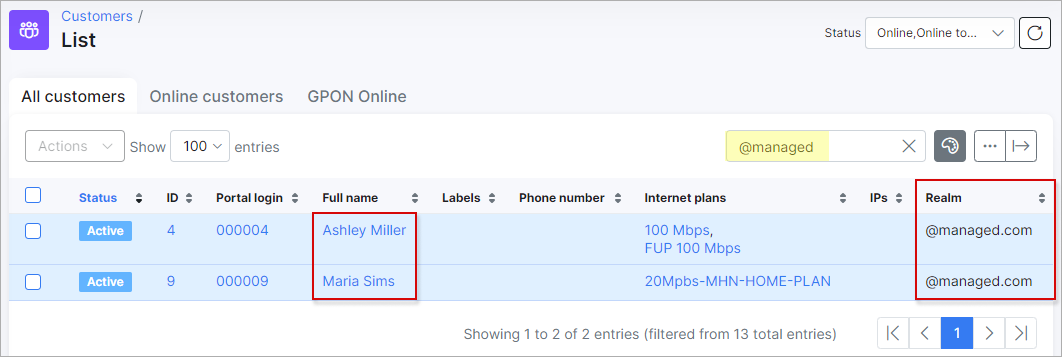 Customers /
List
Status Online,Online to...
All customers Online customers GPON Online
Actions Show 100 entries @managed
Status ID Portal login Full name Labels Phone number Internet plans IPs Realm
Active 4 000004 Ashley Miller 100 Mbps, @managed.com
FUP 100 Mbps
Active 9 000009 Maria Sims 20Mpbs-MHN-HOME-PLAN @managed.com
Showing 1 to 2 of 2 entries (filtered from 13 total entries) 1